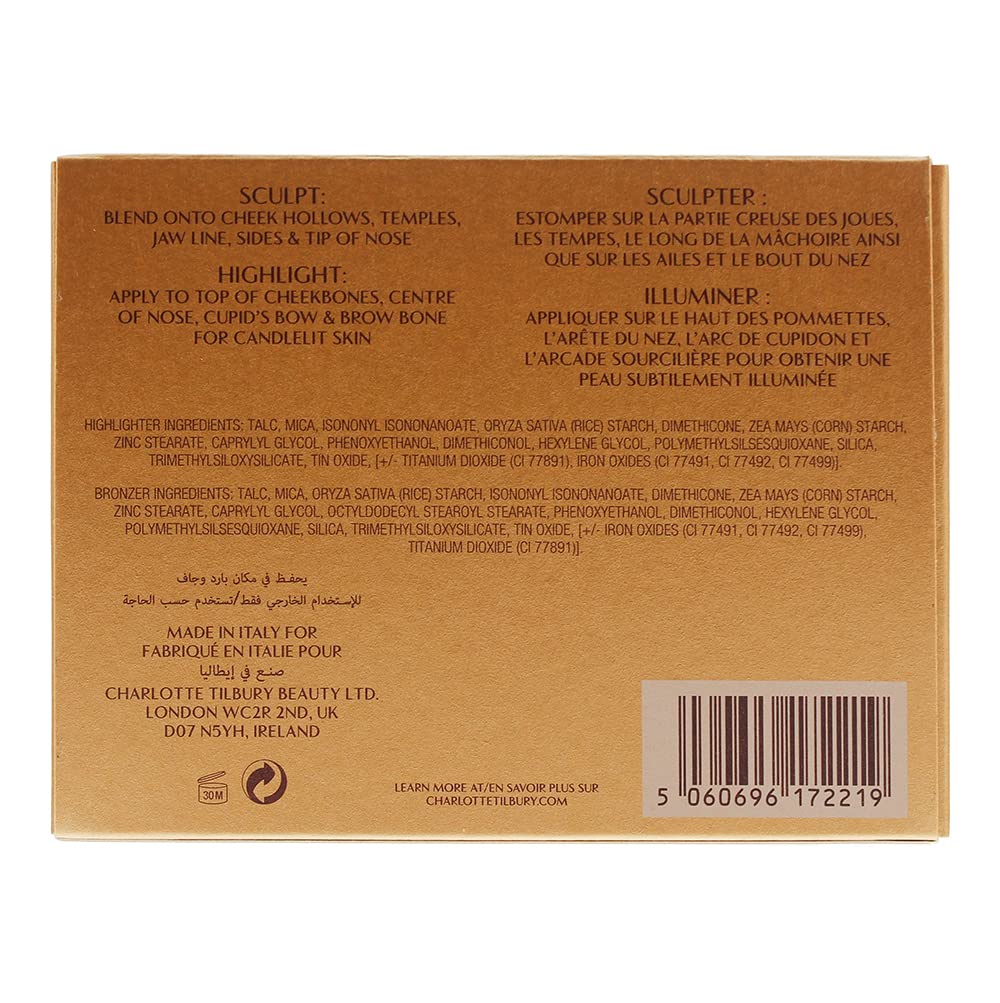 SCULPT:
BLEND ONTO CHEEK HOLLOWS, TEMPLES,
JAW LINE, SIDES & TIP OF NOSE
HIGHLIGHT:
APPLY TO TOP OF CHEEKBONES, CENTRE
OF NOSE, CUPID'S BOW & BROW BONE
FOR CANDLELIT SKIN
SCULPTER :
ESTOMPER SUR LA PARTIE CREUSE DES JOUES,
LES TEMPES, LE LONG DE LA MÂCHOIRE AINSI
QUE SUR LES AILES ET LE BOUT DU NEZ
ILLUMINER :
APPLIQUER SUR LE HAUT DES POMMETTES,
L'ARÊTE DU NEZ, L'ARC DE CUPIDON ET
L'ARCADE SOURCILIÈRE POUR OBTENIR UNE
PEAU SUBTILEMENT ILLUMINÉE
HIGHLIGHTER INGREDIENTS: TALC, MICA, ISONONYL ISONONANOATE, ORYZA SATIVA (RICE) STARCH, DIMETHICONE, ZEA MAYS (CORN) STARCH,
ZINC STEARATE, CAPRYLYL GLYCOL, PHENOXYETHANOL, DIMETHICONOL, HEXYLENE GLYCOL, POLYMETHYLSILSESQUIOXANE, SILICA,
TRIMETHYLSILOXYSILICATE, TIN OXIDE, [+/- TITANIUM DIOXIDE (CI 77891), IRON OXIDES (CI 77491, CI 77492, CI 77499)].
BRONZER INGREDIENTS: TALC, MICA, ORYZA SATIVA (RICE) STARCH, ISONONYL ISONONANOATE, DIMETHICONE, ZEA MAYS (CORN) STARCH,
ZINC STEARATE, CAPRYLYL GLYCOL, OCTYLDODECYL STEAROYL STEARATE, PHENOXYETHANOL, DIMETHICONOL, HEXYLENE GLYCOL,
POLYMETHYLSILSESQUIOXANE, SILICA, TRIMETHYLSILOXYSILICATE, TIN OXIDE, [+/- IRON OXIDES (CI 77491, CI 77492, CI 77499)
TITANIUM DIOXIDE (CI 77891)].
يحفظ في مكان بارد وجاف
للإستخدام الخارجي فقط/تستخدم حسب الحاجة
MADE IN ITALY FOR
FABRIQUÉ EN ITALIE POUR
صنع في إيطاليا
CHARLOTTE TILBURY BEAUTY LTD.
LONDON WC2R 2ND, UK
D07 N5YH, IRELAND
30M
LEARN MORE AT/EN SAVOIR PLUS SUR
CHARLOTTETILBURY.COM
5 060696 172219